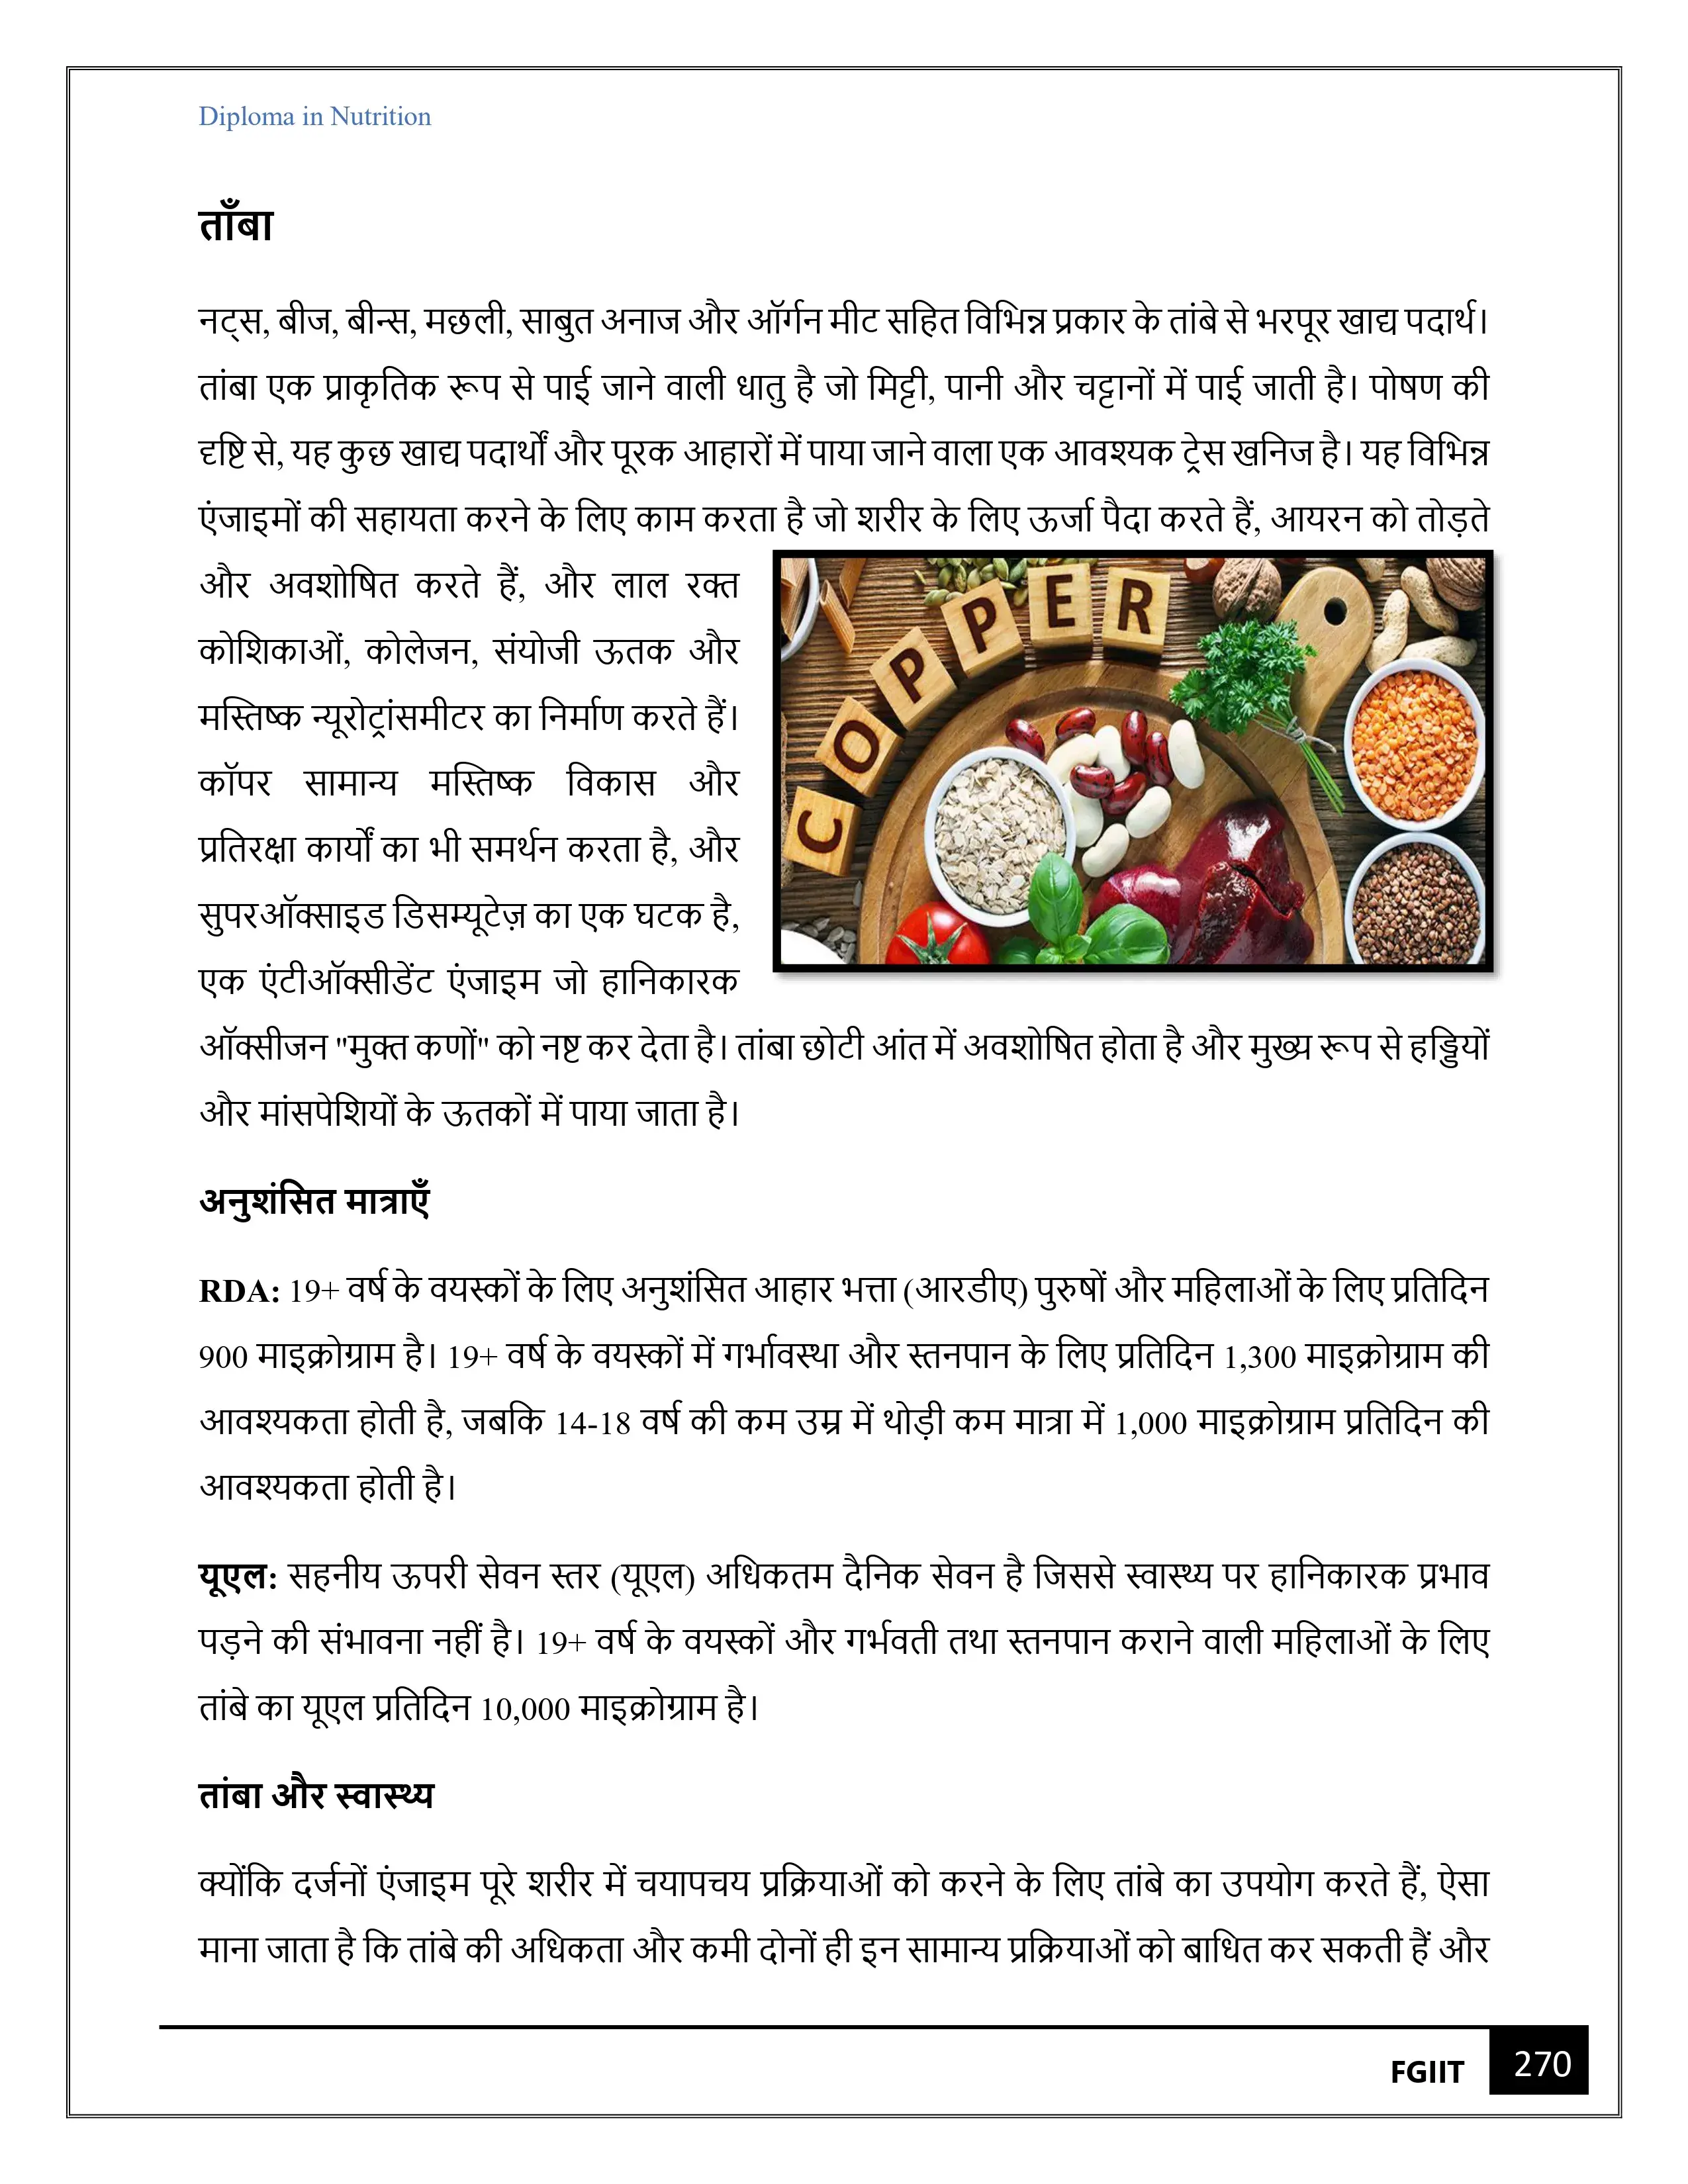 Diploma in Nutrition
ताँबा
नट्स, बीज, बीन्स, मछली, साबुत अनाज और ऑर्गन मीट सहित विभिन्न प्रकार के तांबे से भरपूर खाद्य पदार्थ।
तांबा एक प्राकृतिक रूप से पाई जाने वाली धातु है जो मिट्टी, पानी और चट्टानों में पाई जाती है। पोषण की
दृष्टि से, यह कुछ खाद्य पदार्थों और पूरक आहारों में पाया जाने वाला एक आवश्यक ट्रेस खनिज है। यह विभिन्न
एंजाइमों की सहायता करने के लिए काम करता है जो शरीर के लिए ऊर्जा पैदा करते हैं, आयरन को तोड़ते
और अवशोषित करते हैं, और लाल रक्त
कोशिकाओं, कोलेजन, संयोजी ऊतक और
मस्तिष्क न्यूरोट्रांसमीटर का निर्माण करते हैं।
कॉपर सामान्य मस्तिष्क विकास और
प्रतिरक्षा कार्यों का भी समर्थन करता है, और
सुपरऑक्साइड डिसम्यूटेज़ का एक घटक है,
एक एंटीऑक्सीडेंट एंजाइम जो हानिकारक
COPPER
ऑक्सीजन "मुक्त कणों" को नष्ट कर देता है। तांबा छोटी आंत में अवशोषित होता है और मुख्य रूप से हड्डियों
और मांसपेशियों के ऊतकों में पाया जाता है।
अनुशंसित मात्राएँ
RDA: 19+ वर्ष के वयस्कों के लिए अनुशंसित आहार भत्ता (आरडीए) पुरुषों और महिलाओं के लिए प्रतिदिन
900 माइक्रोग्राम है। 19+ वर्ष के वयस्कों में गर्भावस्था और स्तनपान के लिए प्रतिदिन 1,300 माइक्रोग्राम की
आवश्यकता होती है, जबकि 14-18 वर्ष की कम उम्र में थोड़ी कम मात्रा में 1,000 माइक्रोग्राम प्रतिदिन की
आवश्यकता होती है।
यूएल: सहनीय ऊपरी सेवन स्तर (यूएल) अधिकतम दैनिक सेवन है जिससे स्वास्थ्य पर हानिकारक प्रभाव
पड़ने की संभावना नहीं है। 19+ वर्ष के वयस्कों और गर्भवती तथा स्तनपान कराने वाली महिलाओं के लिए
तांबे का यूएल प्रतिदिन 10,000 माइक्रोग्राम है।
तांबा और स्वास्थ्य
क्योंकि दर्जनों एंजाइम पूरे शरीर में चयापचय प्रक्रियाओं को करने के लिए तांबे का उपयोग करते हैं, ऐसा
माना जाता है कि तांबे की अधिकता और कमी दोनों ही इन सामान्य प्रक्रियाओं को बाधित कर सकती हैं और
FGIIT 270